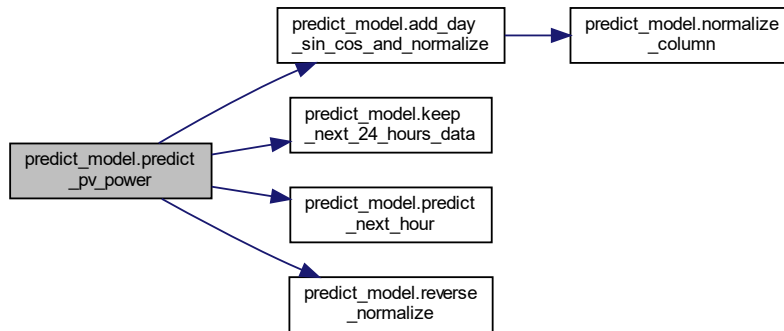 predict_model.predict
_pv_power
predict_model.add_day
_sin_cos_and_normalize
predict_model.normalize
_column
predict_model.keep
_next_24_hours_data
predict_model.predict
_next_hour
predict_model.reverse
_normalize